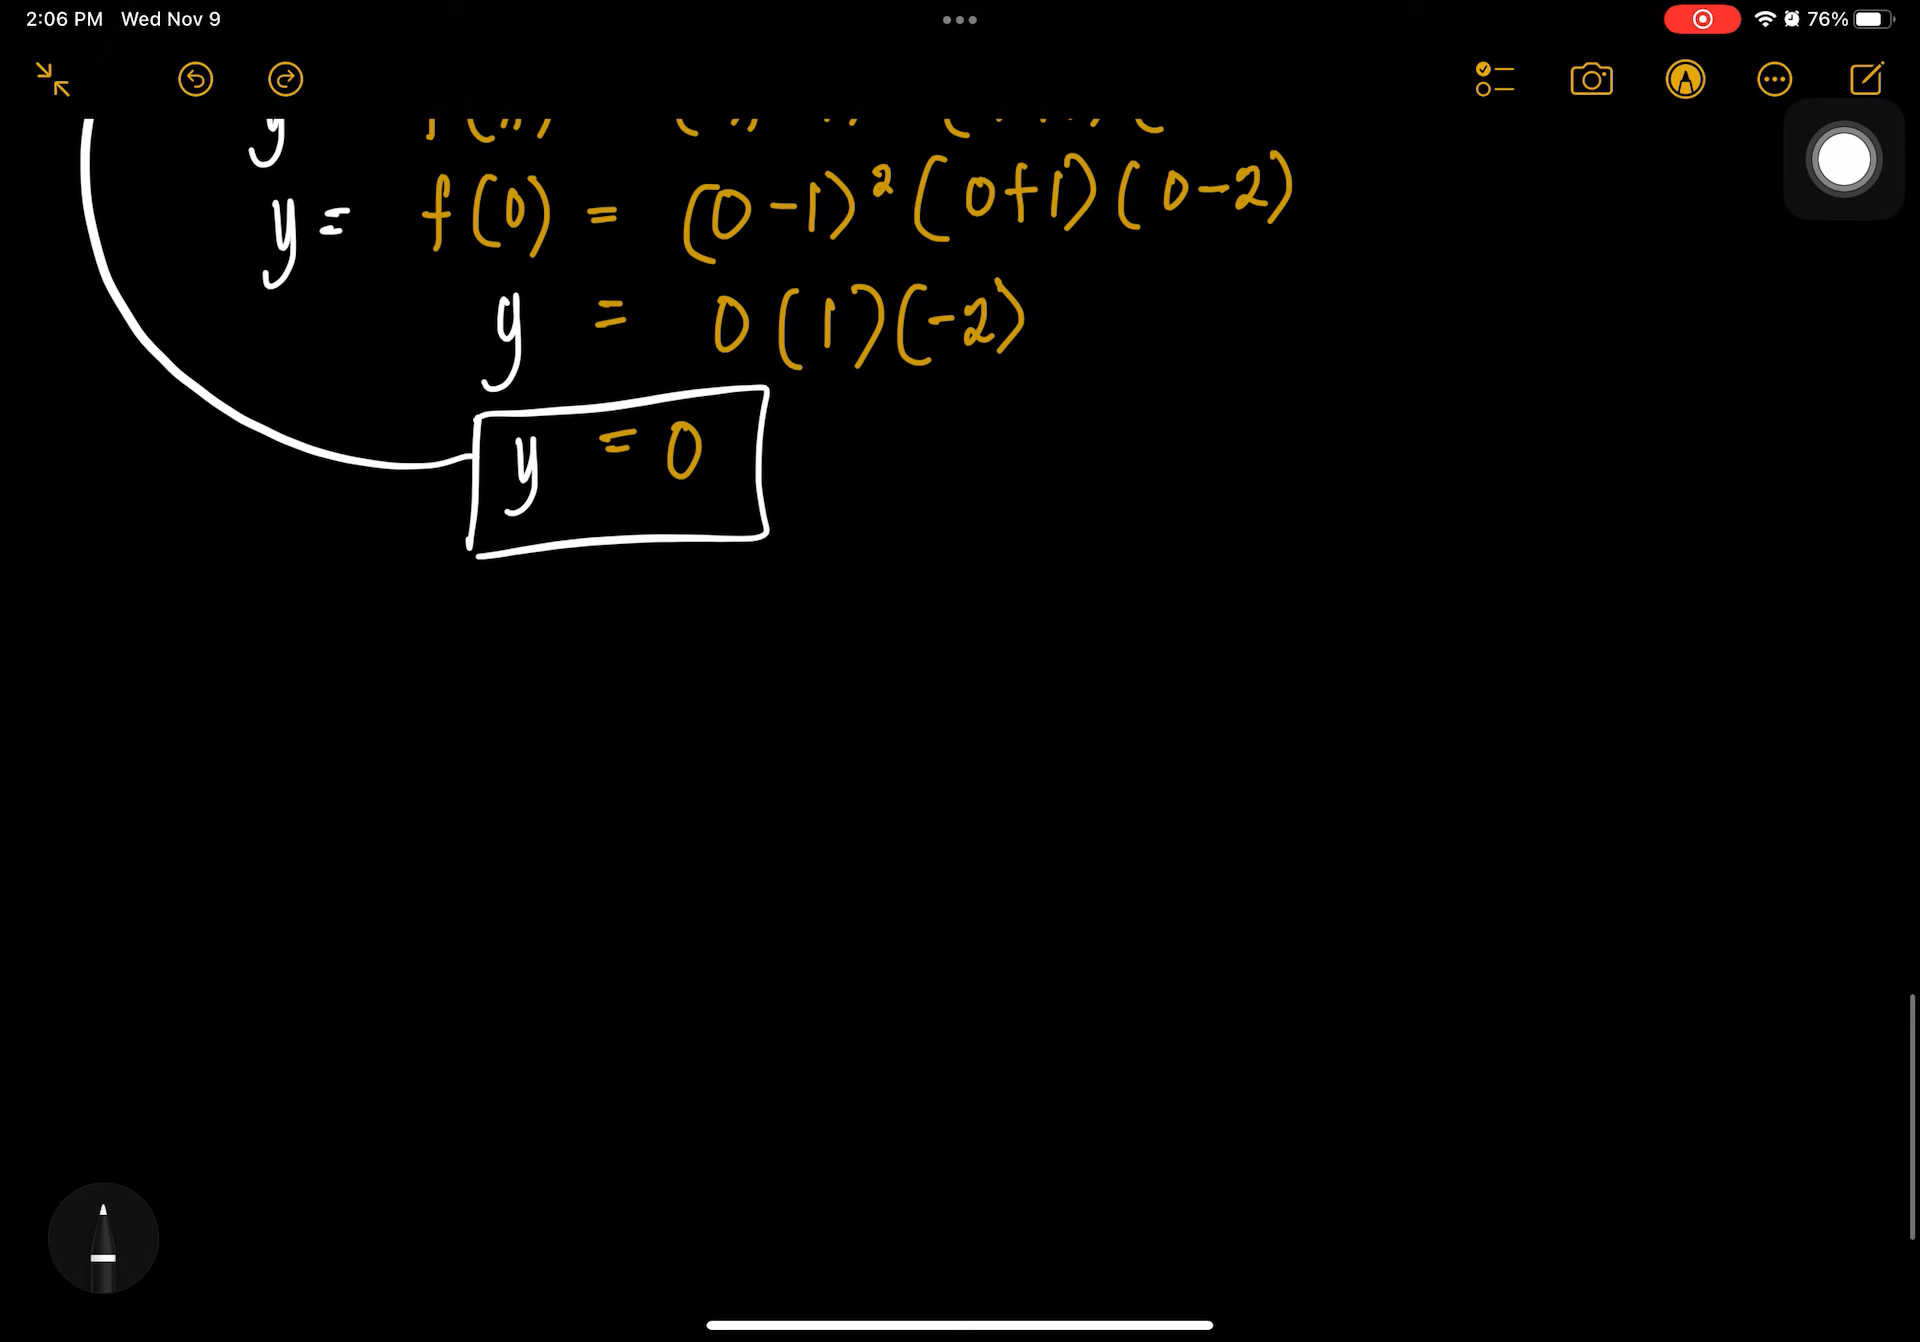 2:06 PM Wed Nov 9 76%
y
y = f(0) = (0-1)² (0+1) (0-2)
y = 0 (1) (-2)
y = 0